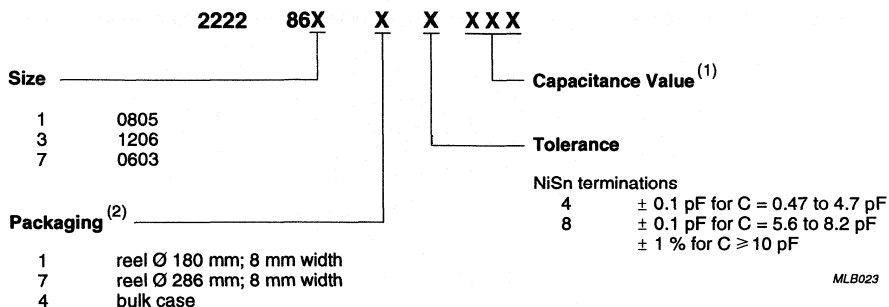 2222 86X X X XXX
Size
1 0805
3 1206
7 0603
Packaging (2)
1 reel Ø 180 mm; 8 mm width
7 reel Ø 286 mm; 8 mm width
4 bulk case
Capacitance Value (1)
Tolerance
NiSn terminations
4 ± 0.1 pF for C = 0.47 to 4.7 pF
8 ± 0.1 pF for C = 5.6 to 8.2 pF
± 1 % for C ⩾ 10 pF
MLB023